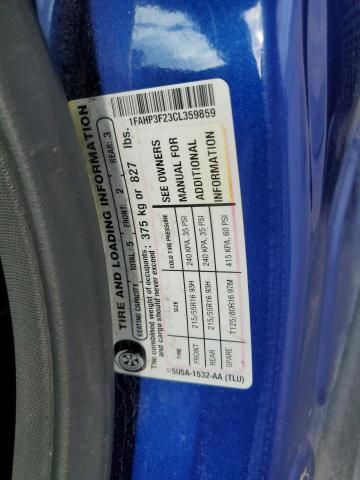 1FAHP3F23CL359859
TIRE AND LOADING INFORMATION
SEATING CAPACITY: TOTAL: 5 FRONT: 2 REAR: 3
The combined weight of occupants: 375 kg or 827 lbs.
and cargo should never exceed:
TIRE SIZE COLD TIRE PRESSURE
FRONT 215/55R16 93H 240 KPA, 35 PSI
REAR 215/55R16 93H 240 KPA, 35 PSI
SPARE T125/80R16 97M 415 KPA, 60 PSI
SEE OWNERS
MANUAL FOR
ADDITIONAL
INFORMATION
5U5A-1532-AA (TLU)